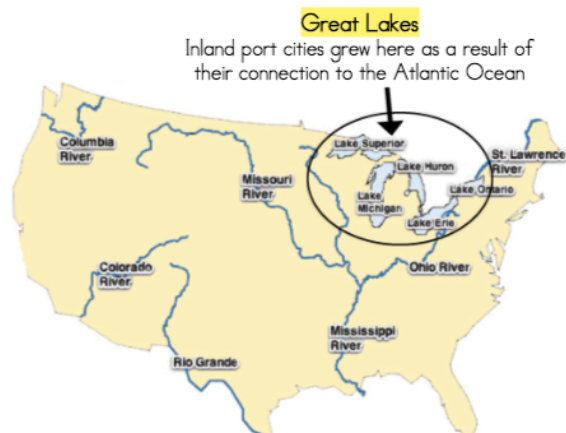 Great Lakes
Inland port cities grew here as a result of
their connection to the Atlantic Ocean
Columbia
River
Lake Superior
Lake Huron
St. Lawrence
River
Missouri
River
Lake
Michigan
Lake Ontario
Lake Erie
Colorado
River
Ohio River
Mississippi
River
Rio Grande